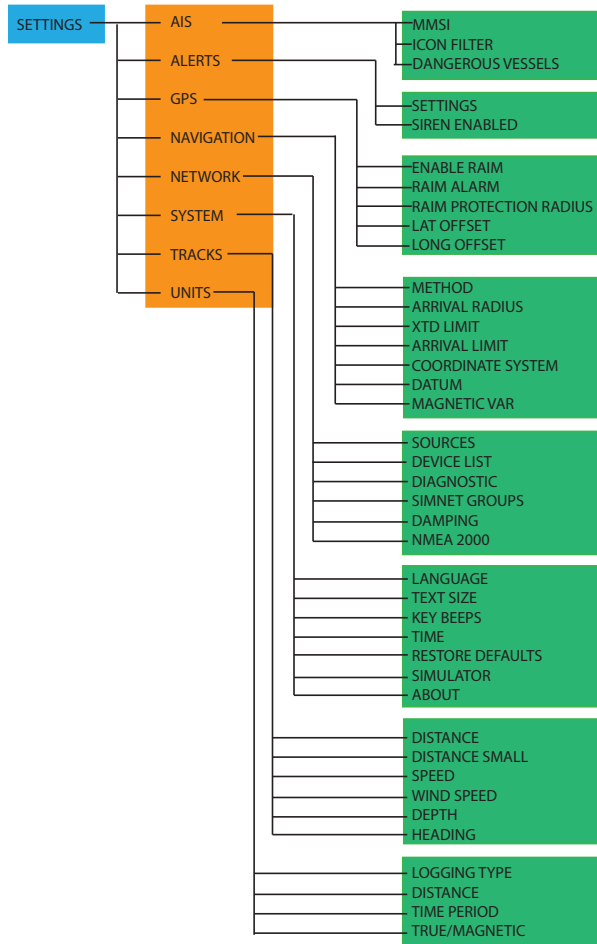 SETTINGS
AIS
ALERTS
GPS
NAVIGATION
NETWORK
SYSTEM
TRACKS
UNITS
MMSI
ICON FILTER
DANGEROUS VESSELS
SETTINGS
SIREN ENABLED
ENABLE RAIM
RAIM ALARM
RAIM PROTECTION RADIUS
LAT OFFSET
LONG OFFSET
METHOD
ARRIVAL RADIUS
XTD LIMIT
ARRIVAL LIMIT
COORDINATE SYSTEM
DATUM
MAGNETIC VAR
SOURCES
DEVICE LIST
DIAGNOSTIC
SIMNET GROUPS
DAMPING
NMEA 2000
LANGUAGE
TEXT SIZE
KEY BEEPS
TIME
RESTORE DEFAULTS
SIMULATOR
ABOUT
DISTANCE
DISTANCE SMALL
SPEED
WIND SPEED
DEPTH
HEADING
LOGGING TYPE
DISTANCE
TIME PERIOD
TRUE/MAGNETIC